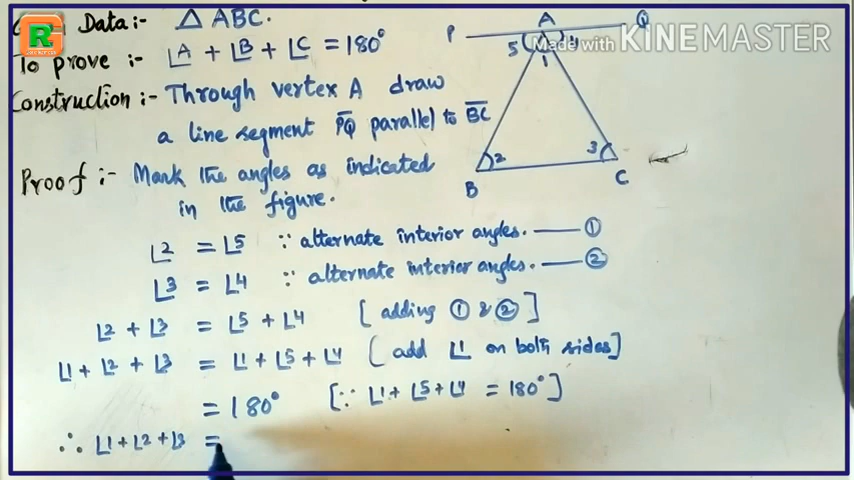 Data:- △ ABC.
To prove :- ∟A + ∟B + ∟C = 180°
Construction :- Through vertex A draw
a line segment P̅Q̅ parallel to B̅C̅
Proof :- Mark the angles as indicated
in the figure.
∟2 = ∟5 ∵ alternate interior angles. —— ①
∟3 = ∟4 ∵ alternate interior angles. —— ②
∟2 + ∟3 = ∟5 + ∟4 [ adding ① & ② ]
∟1 + ∟2 + ∟3 = ∟1 + ∟5 + ∟4 ( add ∟1 on both sides]
= 180° [∵ ∟1 + ∟5 + ∟4 = 180° ]
∴ ∟1 + ∟2 + ∟3 =
P A Q
5 1 4
2 3
B C
Made with KINEMASTER
R